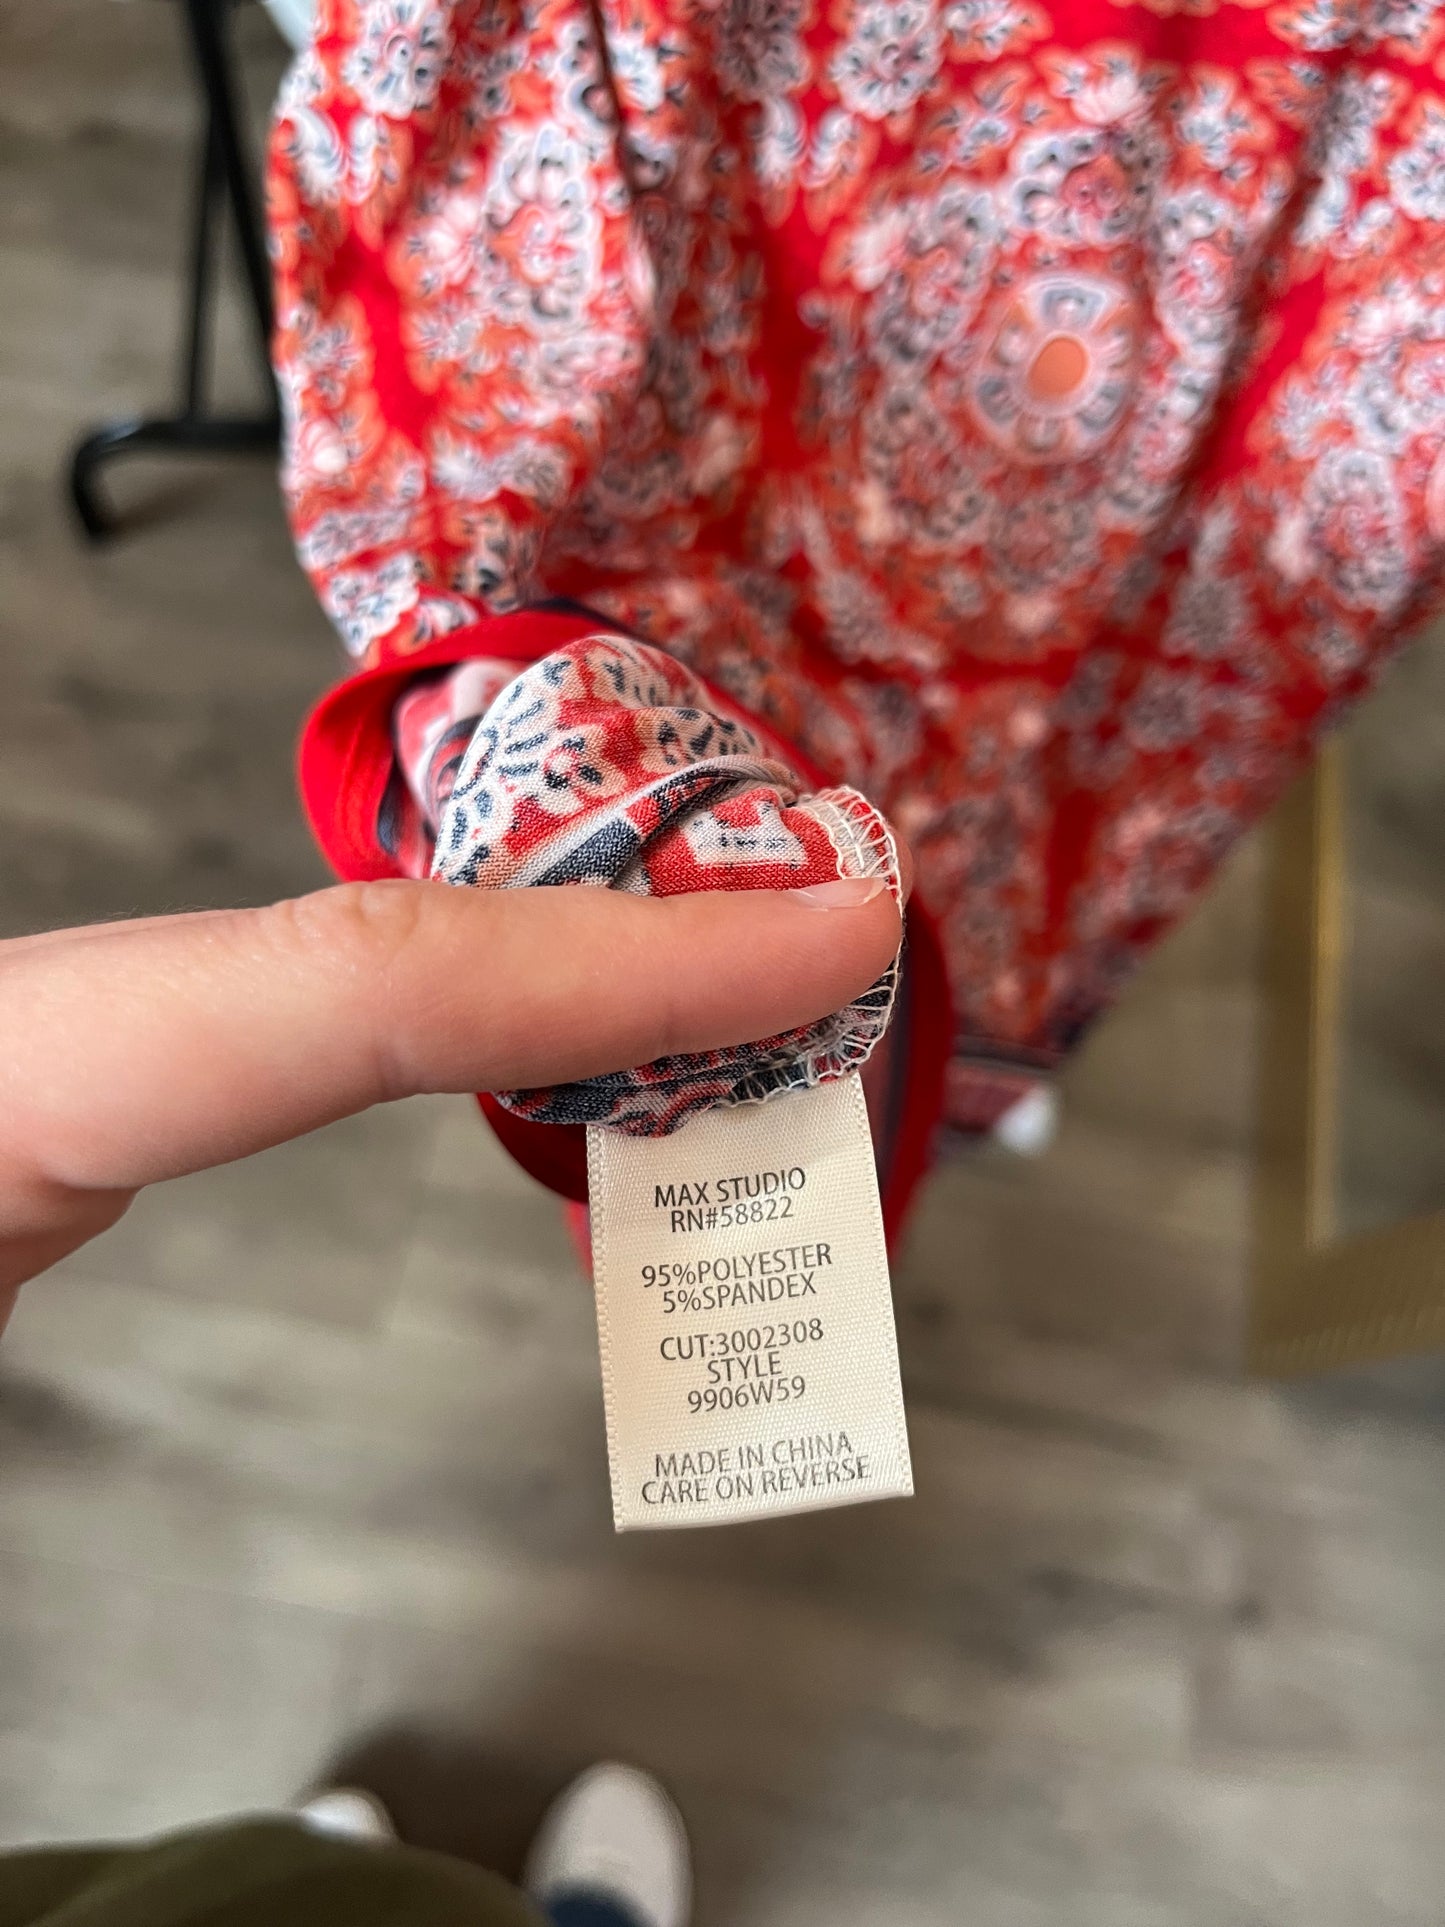 MAX STUDIO
RN#58822
95%POLYESTER
5%SPANDEX
CUT:3002308
STYLE
9906W59
MADE IN CHINA
CARE ON REVERSE